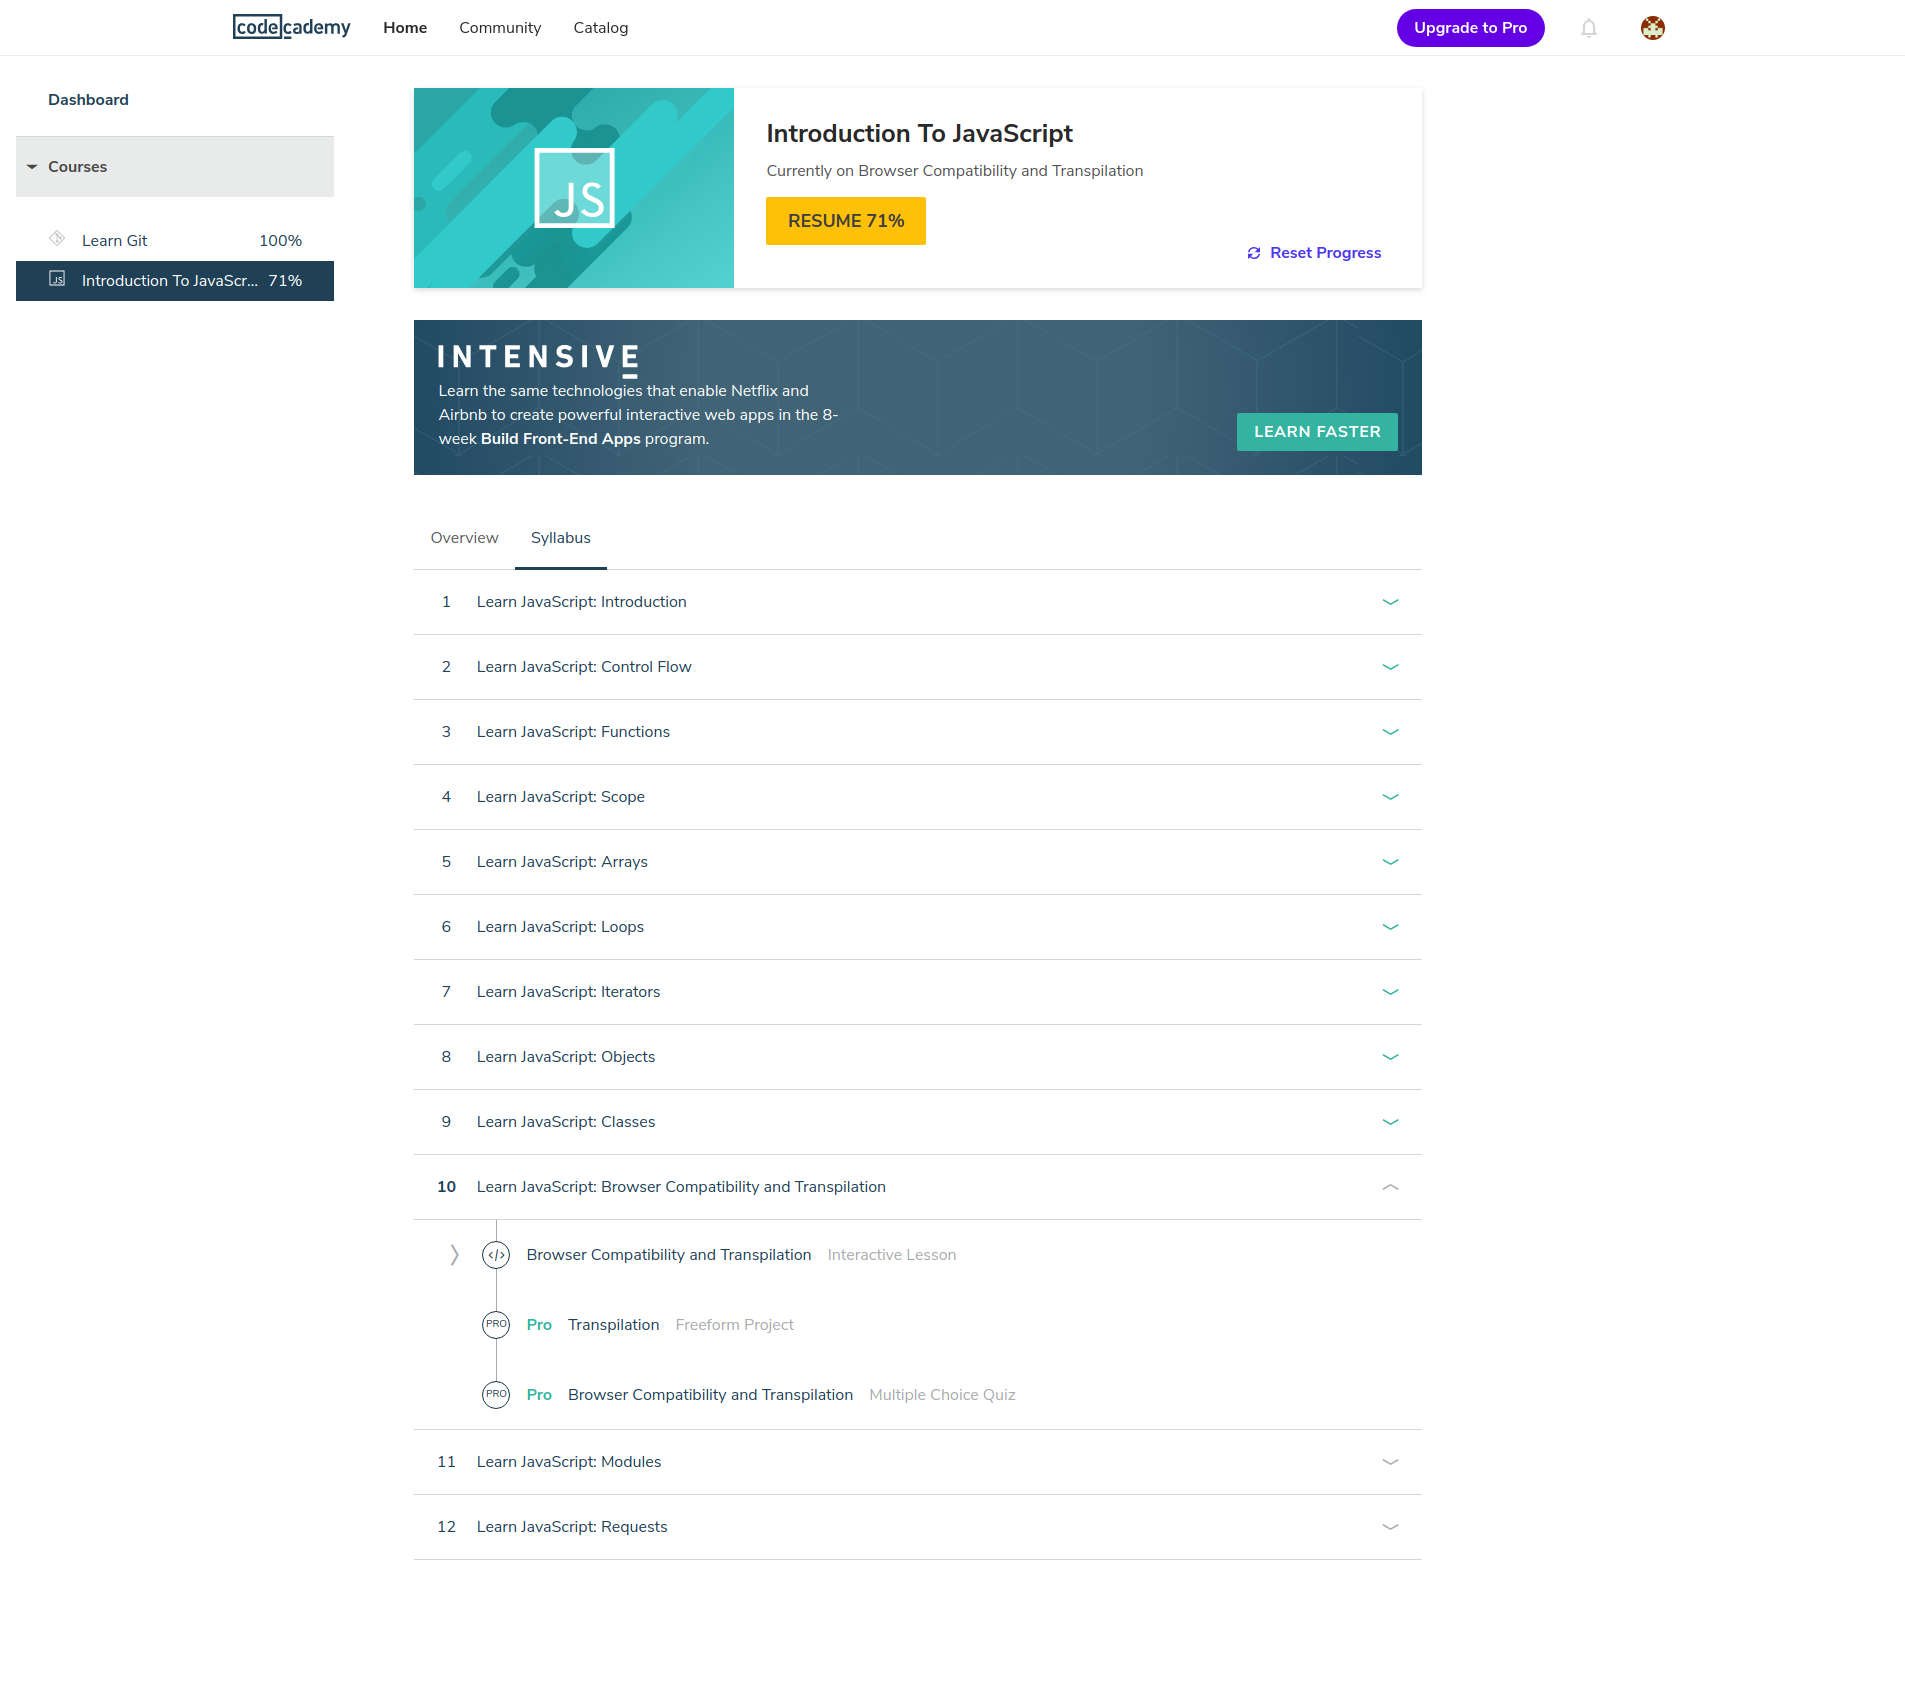 codecademy Home Community Catalog Upgrade to Pro
Dashboard
Courses
Learn Git 100%
JS Introduction To JavaScr... 71%
JS
Introduction To JavaScript
Currently on Browser Compatibility and Transpilation
RESUME 71%
Reset Progress
INTENSIVE
Learn the same technologies that enable Netflix and
Airbnb to create powerful interactive web apps in the 8-
week Build Front-End Apps program.
LEARN FASTER
Overview Syllabus
1 Learn JavaScript: Introduction
2 Learn JavaScript: Control Flow
3 Learn JavaScript: Functions
4 Learn JavaScript: Scope
5 Learn JavaScript: Arrays
6 Learn JavaScript: Loops
7 Learn JavaScript: Iterators
8 Learn JavaScript: Objects
9 Learn JavaScript: Classes
10 Learn JavaScript: Browser Compatibility and Transpilation
</> Browser Compatibility and Transpilation Interactive Lesson
PRO Pro Transpilation Freeform Project
PRO Pro Browser Compatibility and Transpilation Multiple Choice Quiz
11 Learn JavaScript: Modules
12 Learn JavaScript: Requests